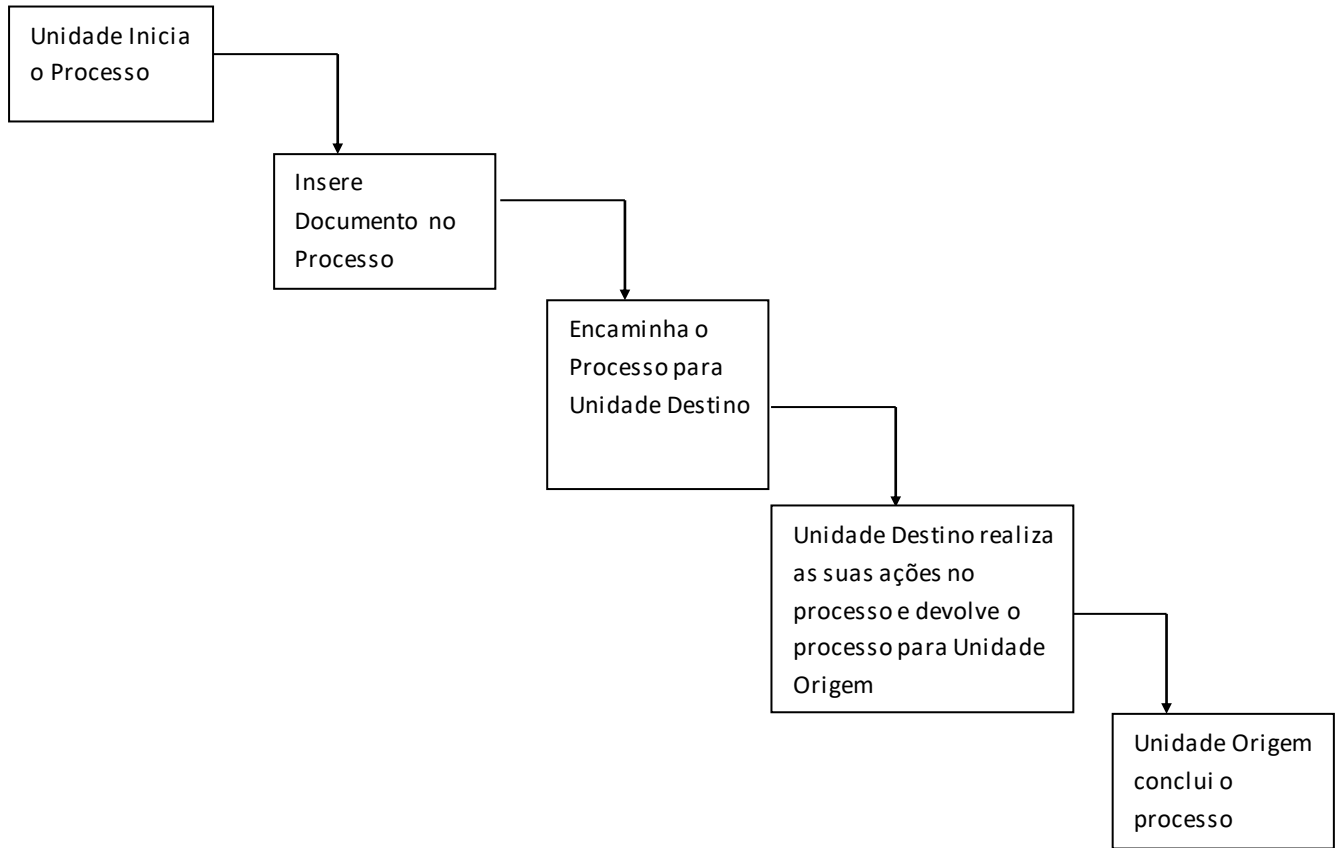 Unidade Inicia
o Processo
Insere
Documento no
Processo
Encaminha o
Processo para
Unidade Destino
Unidade Destino realiza
as suas ações no
processo e devolve o
processo para Unidade
Origem
Unidade Origem
conclui o
processo